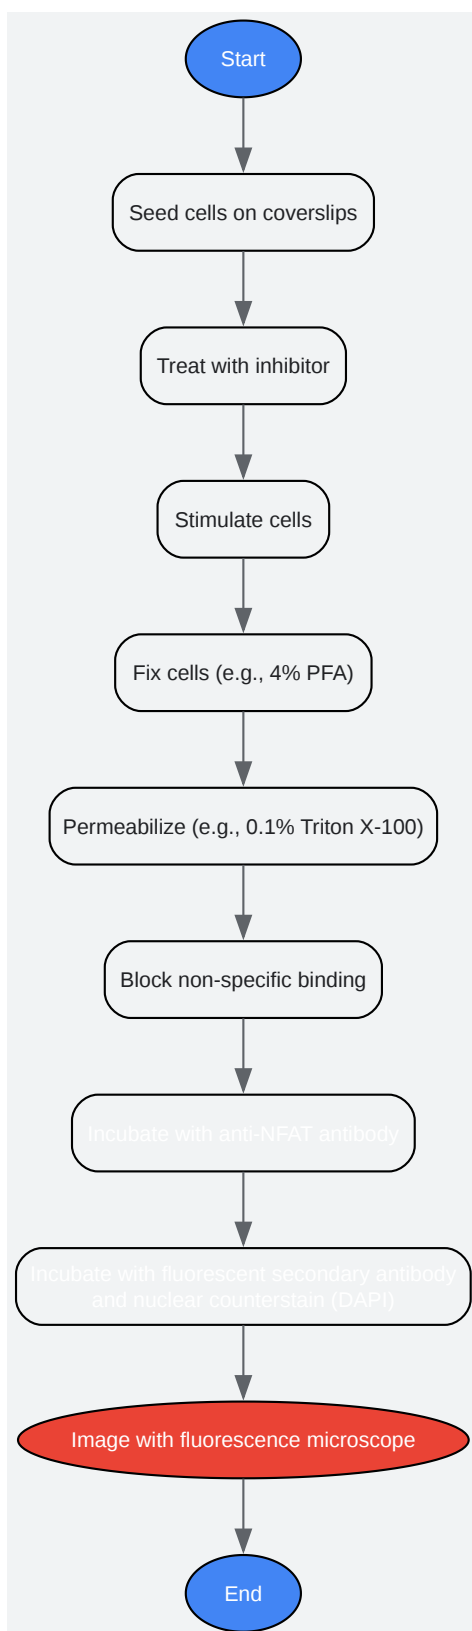 Start
Seed cells on coverslips
Treat with inhibitor
Stimulate cells
Fix cells (e.g., 4% PFA)
Permeabilize (e.g., 0.1% Triton X-100)
Block non-specific binding
Incubate with anti-NFAT antibody
Incubate with fluorescent secondary antibody
and nuclear counterstain (DAPI)
Image with fluorescence microscope
End